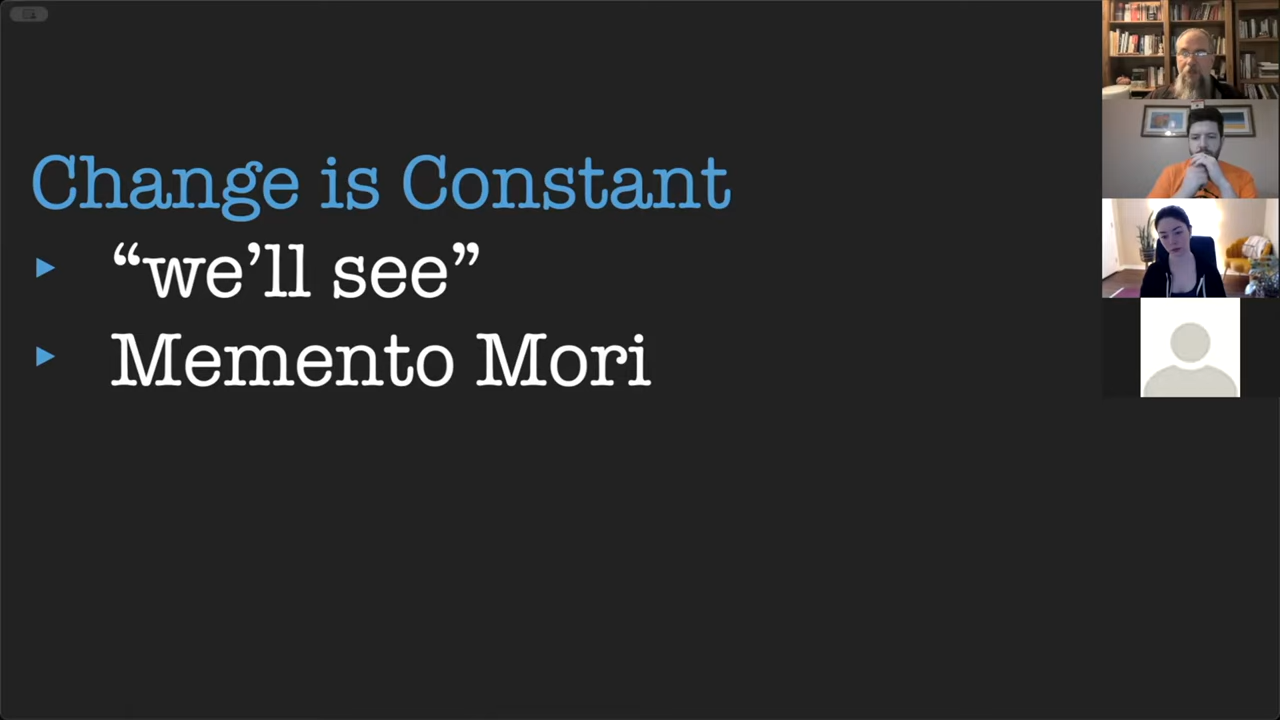 Change is Constant
“we’ll see”
Memento Mori